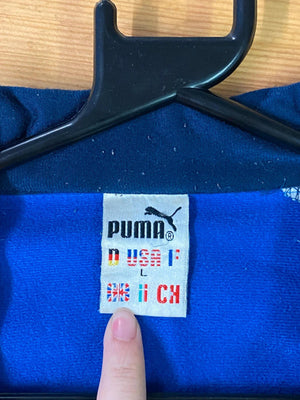 PUMA®
D USA F
L
GB I CH